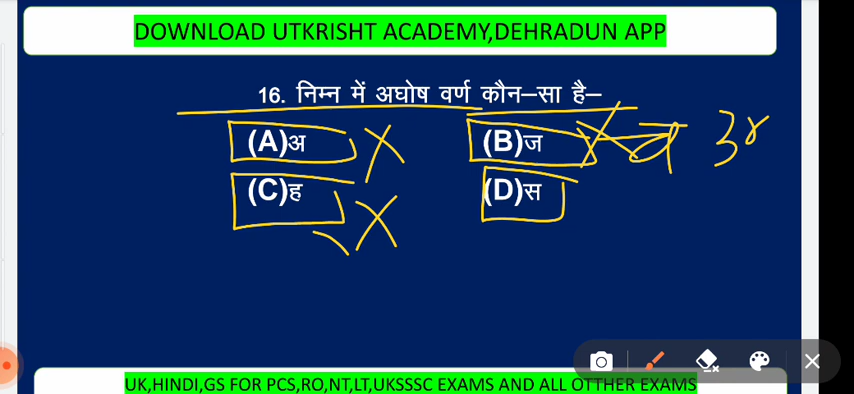 DOWNLOAD UTKRISHT ACADEMY,DEHRADUN APP
16. निम्न में अघोष वर्ण कौन–सा है–
(A)अ (B)ज
(C)ह (D)स
UK,HINDI,GS FOR PCS,RO,NT,LT,UKSSSC EXAMS AND ALL OTTHER EXAMS